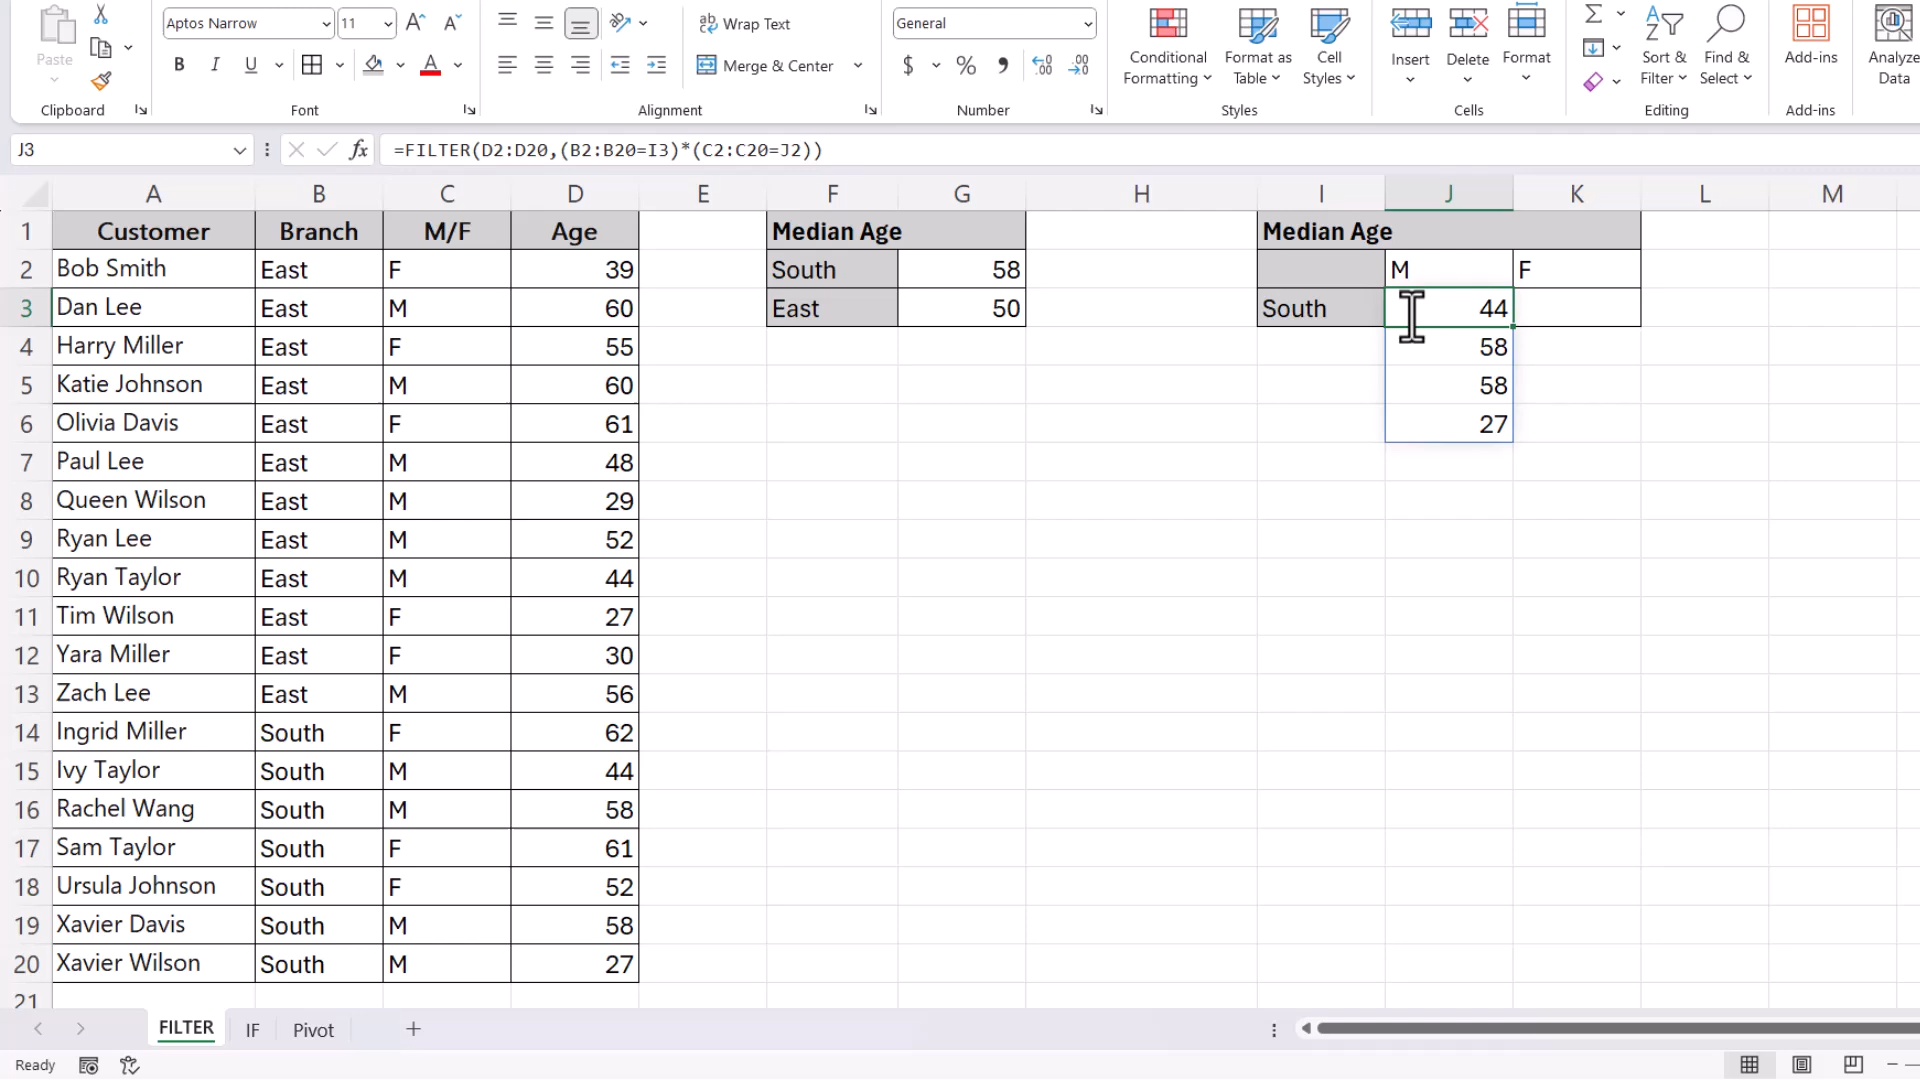 Paste
Clipboard
Aptos Narrow 11
B I U A
Font
ab Wrap Text
Merge & Center
Alignment
General
$ %
Number
Conditional Formatting
Format as Table
Cell Styles
Styles
Insert Delete Format
Cells
Sort & Filter
Find & Select
Editing
Add-ins
Add-ins
Analyze Data
J3 fx =FILTER(D2:D20,(B2:B20=I3)*(C2:C20=J2))
A B C D E F G H I J K L M
1 Customer Branch M/F Age Median Age Median Age
2 Bob Smith East F 39 South 58 M F
3 Dan Lee East M 60 East 50 South 44
4 Harry Miller East F 55 58
5 Katie Johnson East M 60 58
6 Olivia Davis East F 61 27
7 Paul Lee East M 48
8 Queen Wilson East M 29
9 Ryan Lee East M 52
10 Ryan Taylor East M 44
11 Tim Wilson East F 27
12 Yara Miller East F 30
13 Zach Lee East M 56
14 Ingrid Miller South F 62
15 Ivy Taylor South M 44
16 Rachel Wang South M 58
17 Sam Taylor South F 61
18 Ursula Johnson South F 52
19 Xavier Davis South M 58
20 Xavier Wilson South M 27
21
FILTER IF Pivot +
Ready